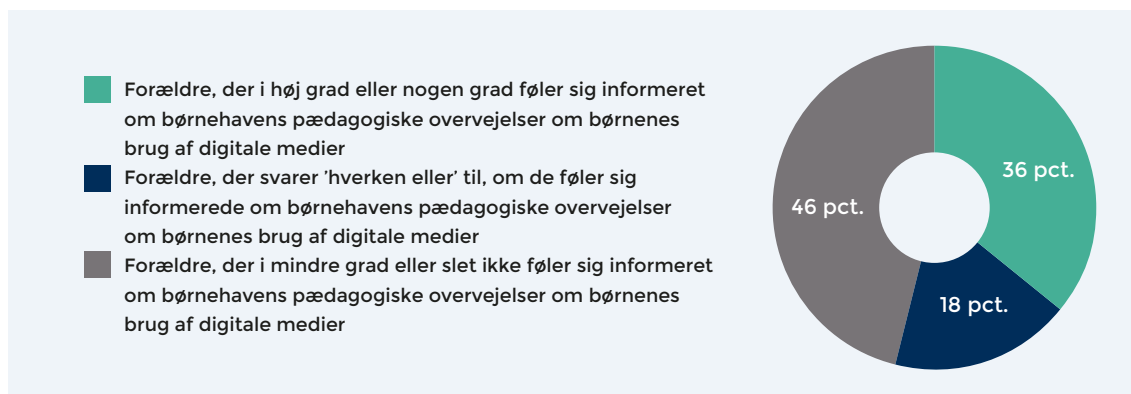 Forældre, der i høj grad eller nogen grad føler sig informeret
om børnehavens pædagogiske overvejelser om børnenes
brug af digitale medier
Forældre, der svarer ’hverken eller’ til, om de føler sig
informerede om børnehavens pædagogiske overvejelser
om børnenes brug af digitale medier
Forældre, der i mindre grad eller slet ikke føler sig informeret
om børnehavens pædagogiske overvejelser om børnenes
brug af digitale medier
36 pct.
46 pct.
18 pct.